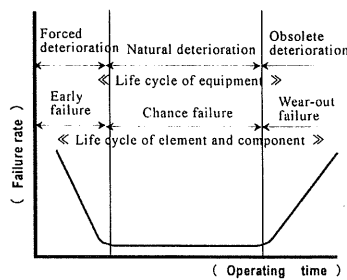 Forced deterioration
Natural deterioration
Obsolete deterioration
≪ Life cycle of equipment ≫
Early failure
Chance failure
Wear-out failure
≪ Life cycle of element and component ≫
( Failure rate )
( Operating time )